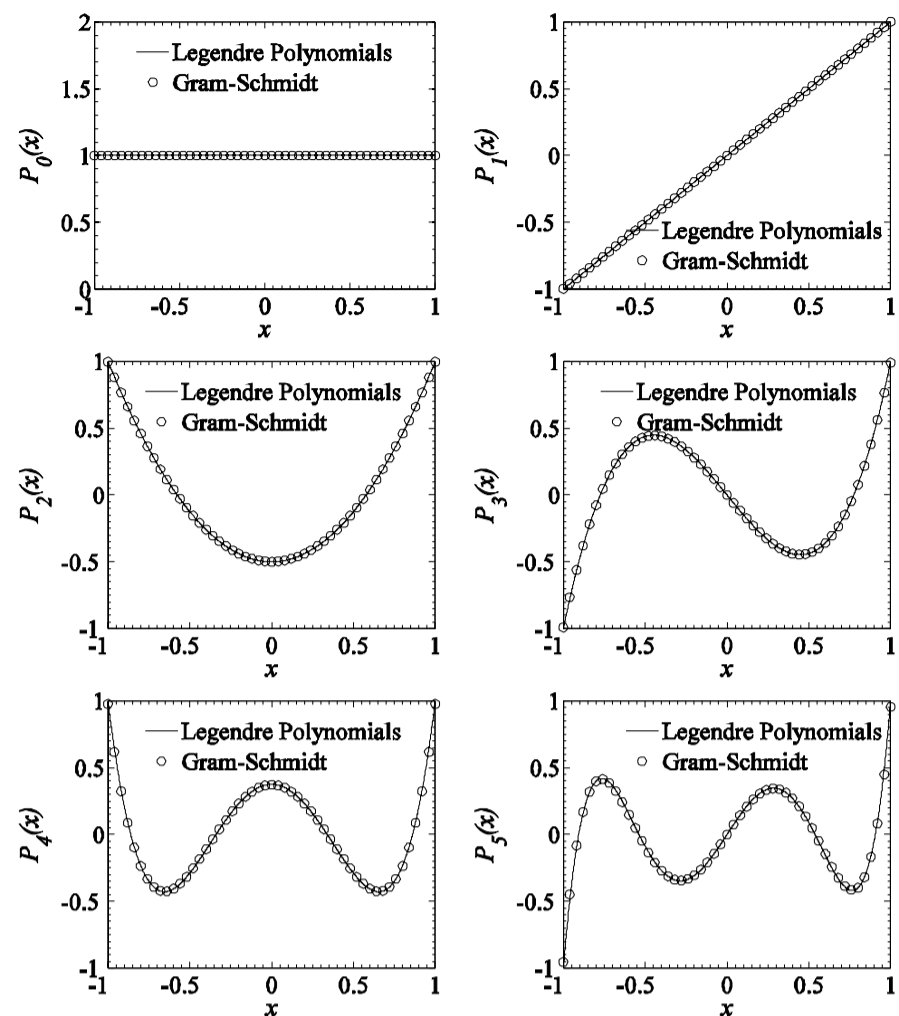 2
1.5
1
0.5
0
-1 -0.5 0 0.5 1
x
P0(x)
Legendre Polynomials
Gram-Schmidt
1
0.5
0
-0.5
-1
-1 -0.5 0 0.5 1
x
P1(x)
Legendre Polynomials
Gram-Schmidt
1
0.5
0
-0.5
-1
-1 -0.5 0 0.5 1
x
P2(x)
Legendre Polynomials
Gram-Schmidt
1
0.5
0
-0.5
-1
-1 -0.5 0 0.5 1
x
P3(x)
Legendre Polynomials
Gram-Schmidt
1
0.5
0
-0.5
-1
-1 -0.5 0 0.5 1
x
P4(x)
Legendre Polynomials
Gram-Schmidt
1
0.5
0
-0.5
-1
-1 -0.5 0 0.5 1
x
P5(x)
Legendre Polynomials
Gram-Schmidt